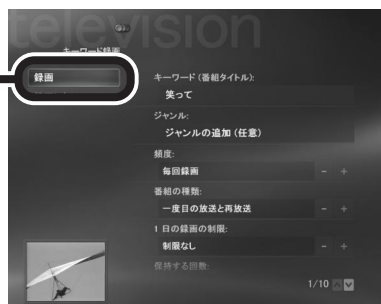 television
キーワード録画
録画
キーワード (番組タイトル):
笑って
ジャンル:
ジャンルの追加 (任意)
頻度:
毎回録画 - +
番組の種類:
一度目の放送と再放送 - +
1 日の録画の制限:
制限なし - +
保持する回数:
1/10